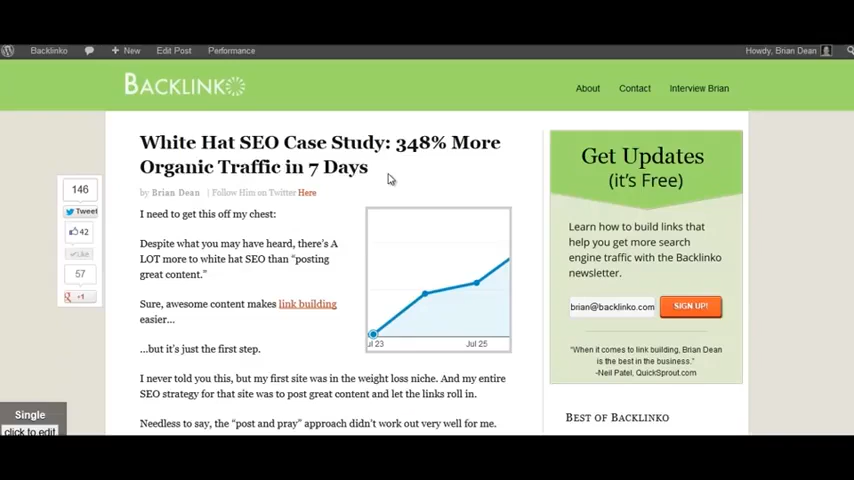 Backlinko
+ New
Edit Post
Performance
Howdy, Brian Dean
BACKLINKO
About
Contact
Interview Brian
White Hat SEO Case Study: 348% More
Organic Traffic in 7 Days
by Brian Dean | Follow Him on Twitter Here
146
Tweet
42
Like
57
+1
I need to get this off my chest:
Despite what you may have heard, there's A
LOT more to white hat SEO than “posting
great content.”
Sure, awesome content makes link building
easier…
…but it's just the first step.
ul 23
Jul 25
I never told you this, but my first site was in the weight loss niche. And my entire
SEO strategy for that site was to post great content and let the links roll in.
Needless to say, the “post and pray” approach didn't work out very well for me.
Get Updates
(it's Free)
Learn how to build links that
help you get more search
engine traffic with the Backlinko
newsletter.
brian@backlinko.com
SIGN UP!
"When it comes to link building, Brian Dean
is the best in the business."
-Neil Patel, QuickSprout.com
BEST OF BACKLINKO
Single
click to edit